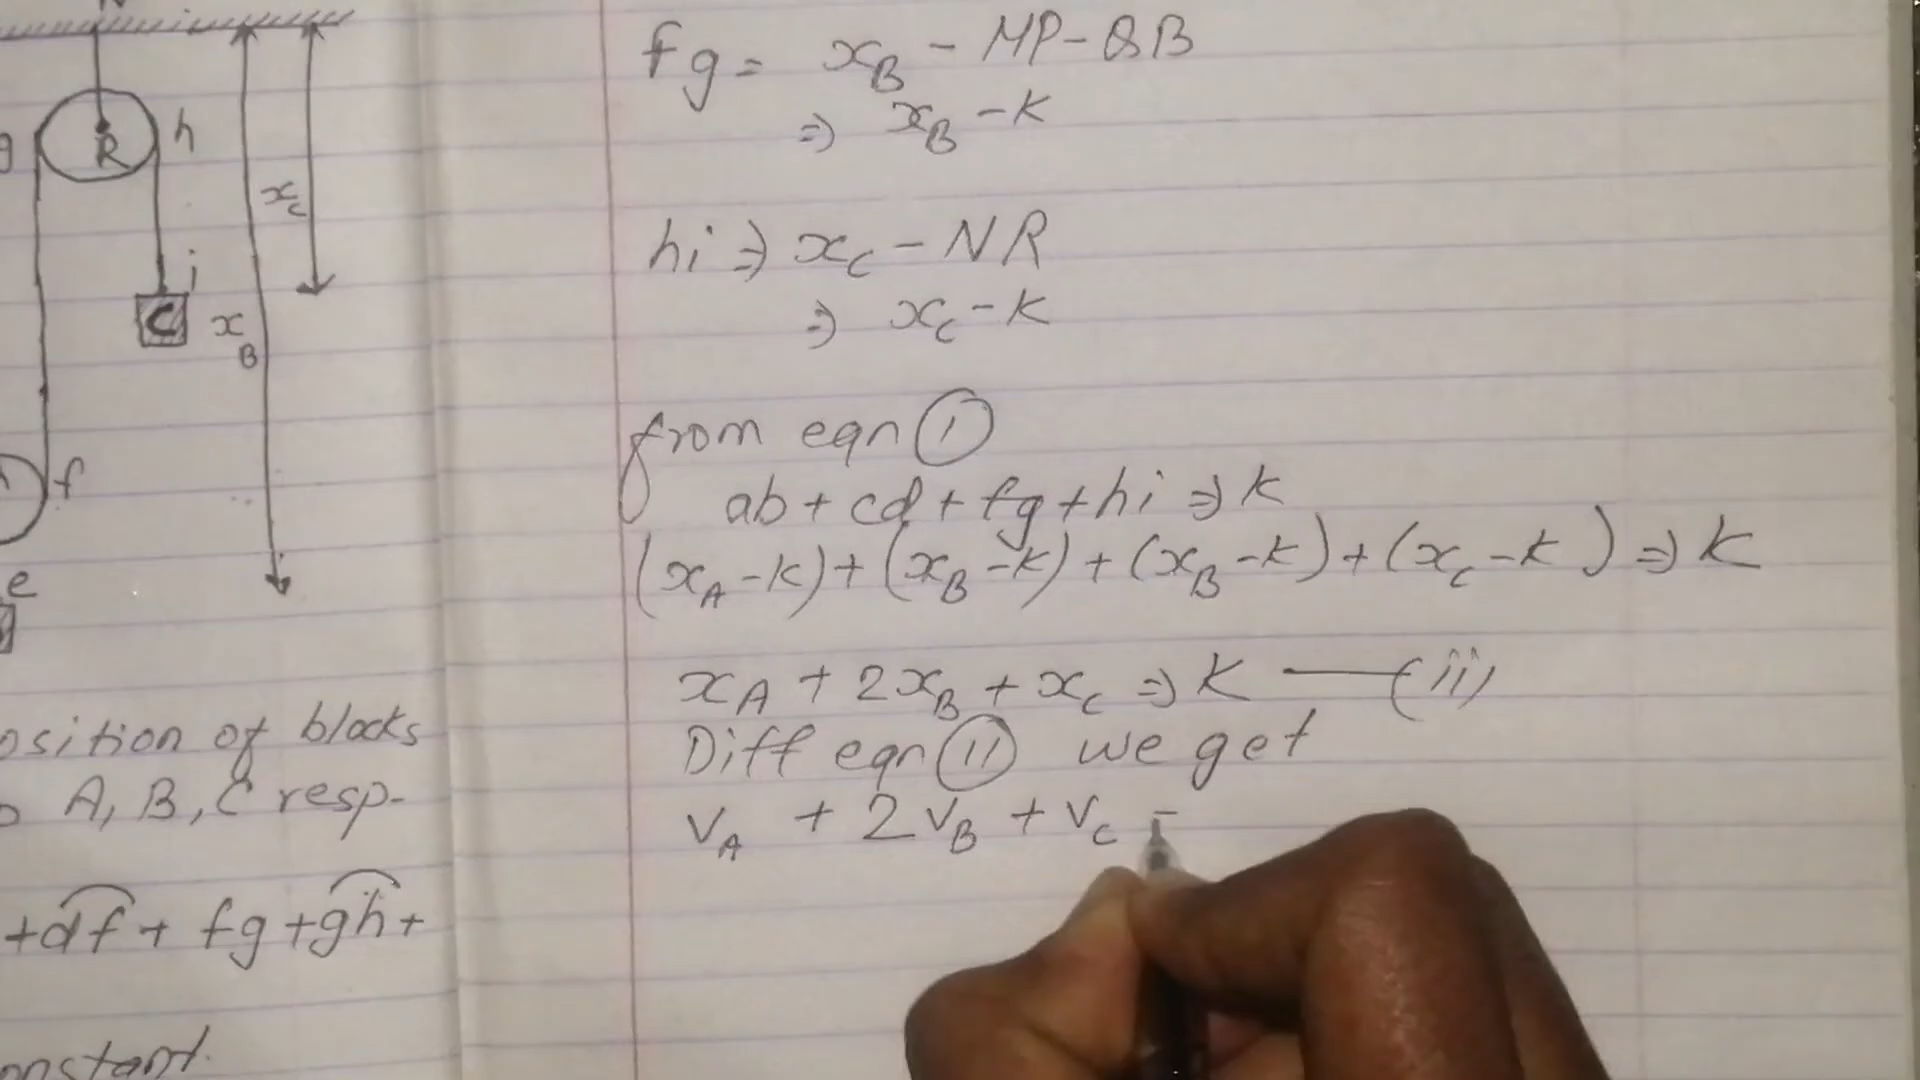 g R h
x_c
i
C x_B
f
e
osition of blocks
A, B, C resp-
+df + fg + gh +
onstant.
fg = x_B - MP - QB
⇒ x_B - K
hi ⇒ x_C - NR
⇒ x_C - K
from eqn ①
ab + cd + fg + hi ⇒ K
(x_A - K) + (x_B - K) + (x_B - K) + (x_C - K) ⇒ K
x_A + 2x_B + x_C ⇒ K —(ii)
Diff eqn (11) we get
V_A + 2V_B + V_C =